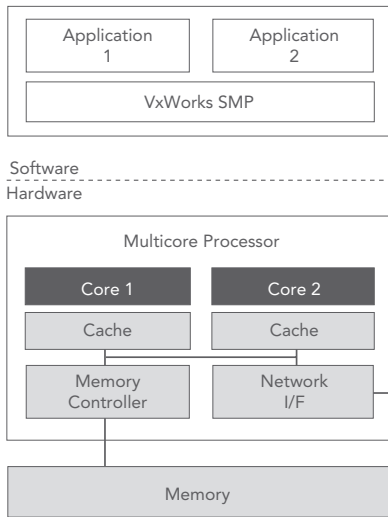 Application
1
Application
2
VxWorks SMP
Software
Hardware
Multicore Processor
Core 1
Core 2
Cache
Cache
Memory
Controller
Network
I/F
Memory